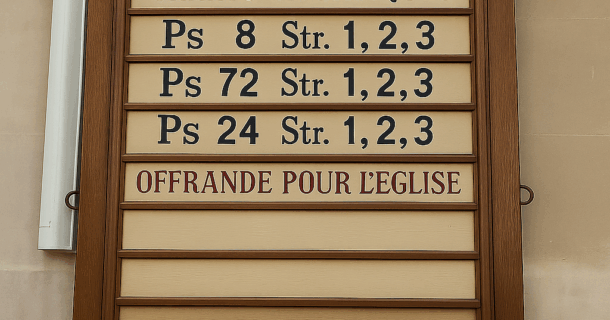 Ps 8 Str. 1, 2, 3
Ps 72 Str. 1, 2, 3
Ps 24 Str. 1, 2, 3
OFFRANDE POUR L'EGLISE